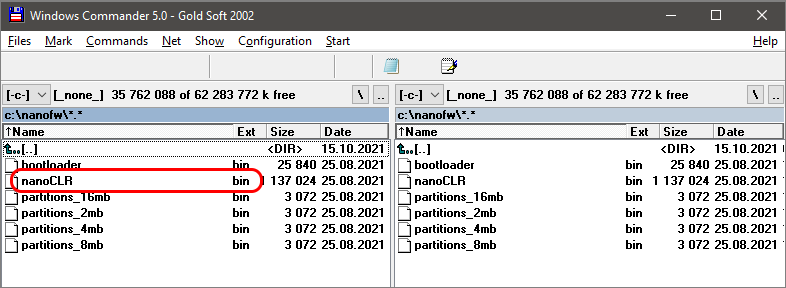 Windows Commander 5.0 - Gold Soft 2002
Files Mark Commands Net Show Configuration Start Help
[-c-] [_none_] 35 762 088 of 62 283 772 k free \ ..
c:\nanofw\*.*
↑Name Ext Size Date
[..] <DIR> 15.10.2021
bootloader bin 25 840 25.08.2021
nanoCLR bin 1 137 024 25.08.2021
partitions_16mb bin 3 072 25.08.2021
partitions_2mb bin 3 072 25.08.2021
partitions_4mb bin 3 072 25.08.2021
partitions_8mb bin 3 072 25.08.2021
[-c-] [_none_] 35 762 088 of 62 283 772 k free \ ..
c:\nanofw\*.*
↑Name Ext Size Date
[..] <DIR> 15.10.2021
bootloader bin 25 840 25.08.2021
nanoCLR bin 1 137 024 25.08.2021
partitions_16mb bin 3 072 25.08.2021
partitions_2mb bin 3 072 25.08.2021
partitions_4mb bin 3 072 25.08.2021
partitions_8mb bin 3 072 25.08.2021